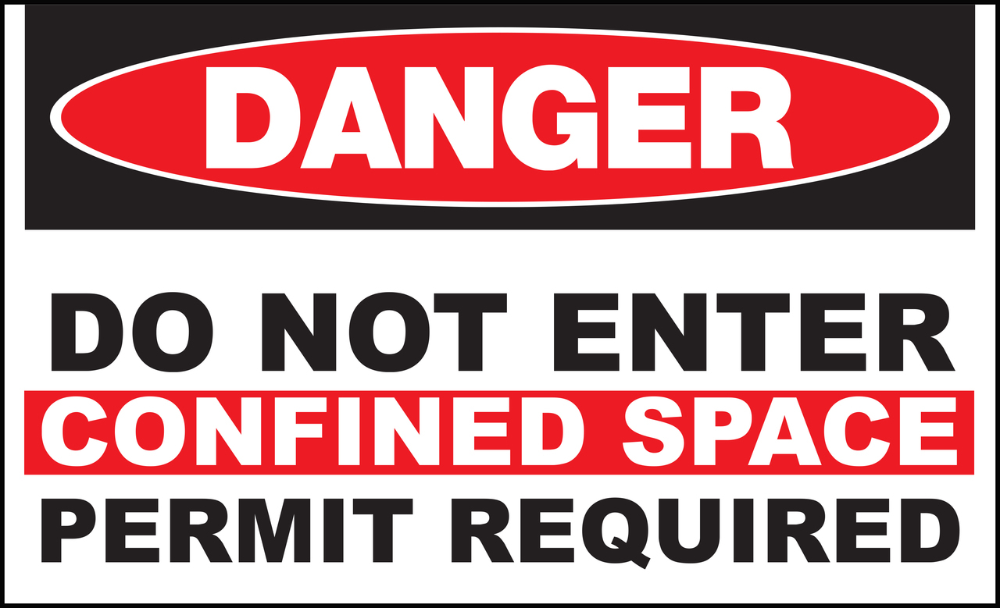 DANGER
DO NOT ENTER
CONFINED SPACE
PERMIT REQUIRED